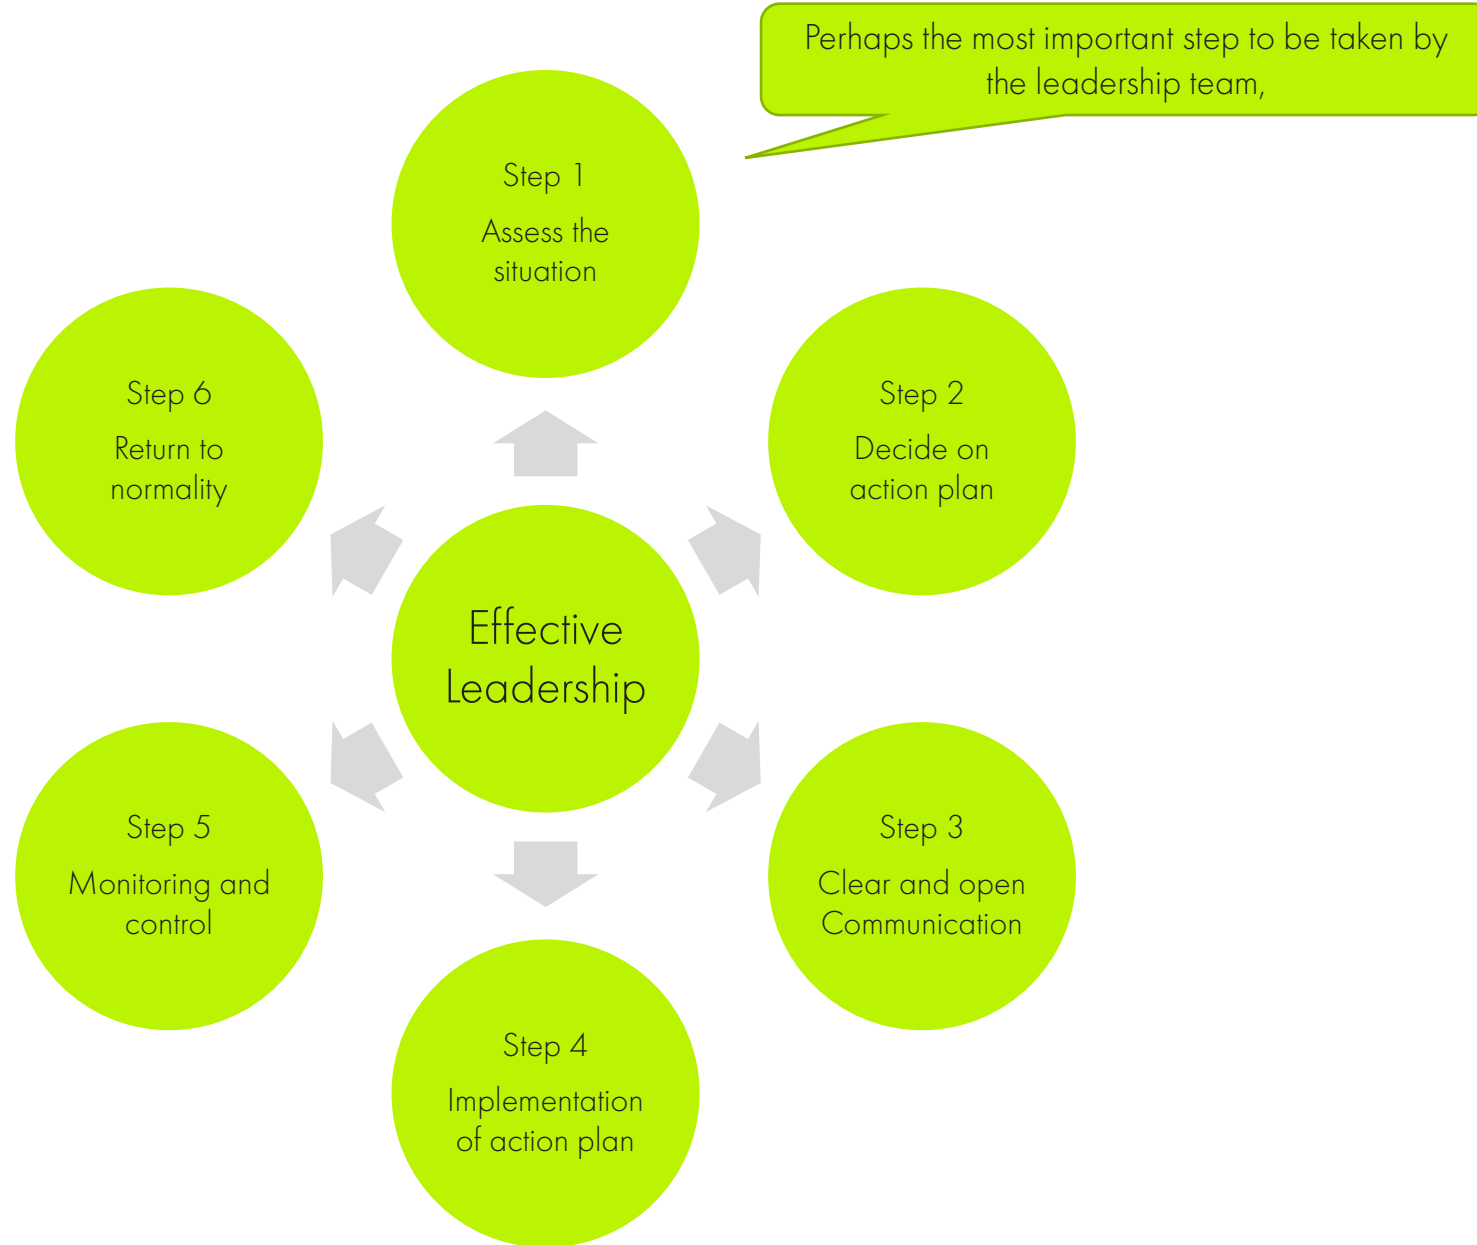 Perhaps the most important step to be taken by
the leadership team,
Step 1
Assess the
situation
Step 2
Decide on
action plan
Step 3
Clear and open
Communication
Step 4
Implementation
of action plan
Step 5
Monitoring and
control
Step 6
Return to
normality
Effective
Leadership